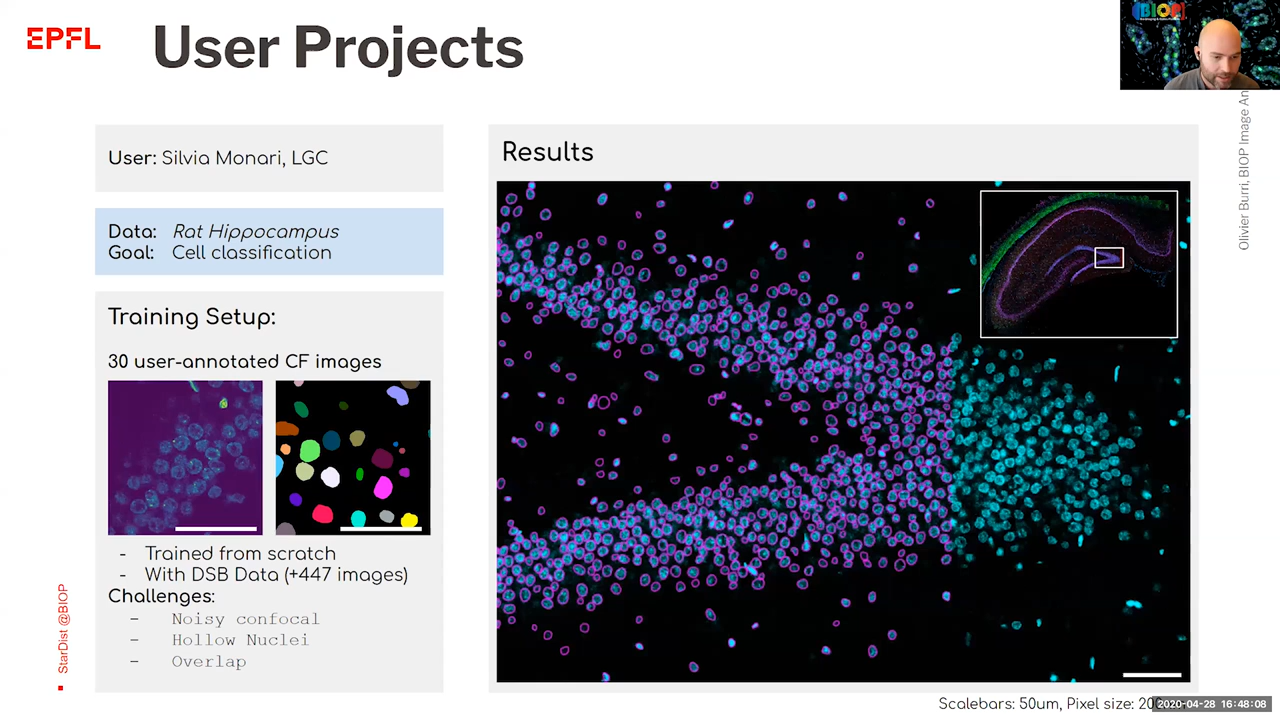 BIOP
EPFL
User Projects
User: Silvia Monari, LGC
Data: Rat Hippocampus
Goal: Cell classification
Training Setup:
30 user-annotated CF images
- Trained from scratch
- With DSB Data (+447 images)
Challenges:
- Noisy confocal
- Hollow Nuclei
- Overlap
Results
Olivier Burri, BIOP Image
StarDist @BIOP
Scalebars: 50um, Pixel size:
2020-04-28 16:48:08